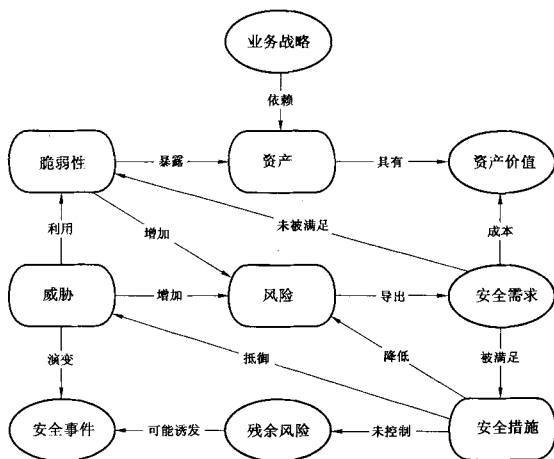 业务战略
依赖
脆弱性
暴露
资产
具有
资产价值
利用
增加
未被满足
成本
威胁
增加
风险
导出
安全需求
演变
抵御
降低
被满足
安全事件
可能诱发
残余风险
未控制
安全措施